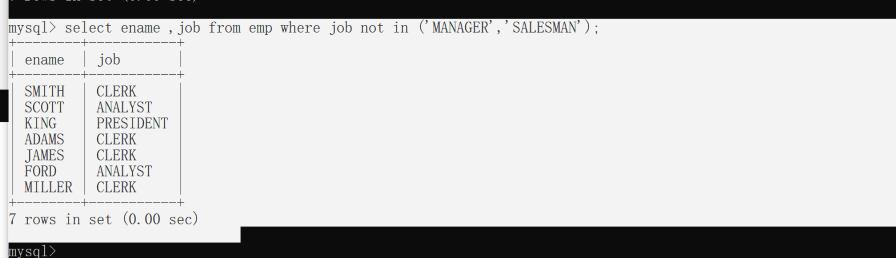 mysql> select ename ,job from emp where job not in ('MANAGER','SALESMAN');
+--------+-----------+
| ename  | job       |
+--------+-----------+
| SMITH  | CLERK     |
| SCOTT  | ANALYST   |
| KING   | PRESIDENT |
| ADAMS  | CLERK     |
| JAMES  | CLERK     |
| FORD   | ANALYST   |
| MILLER | CLERK     |
+--------+-----------+
7 rows in set (0.00 sec)
mysql>